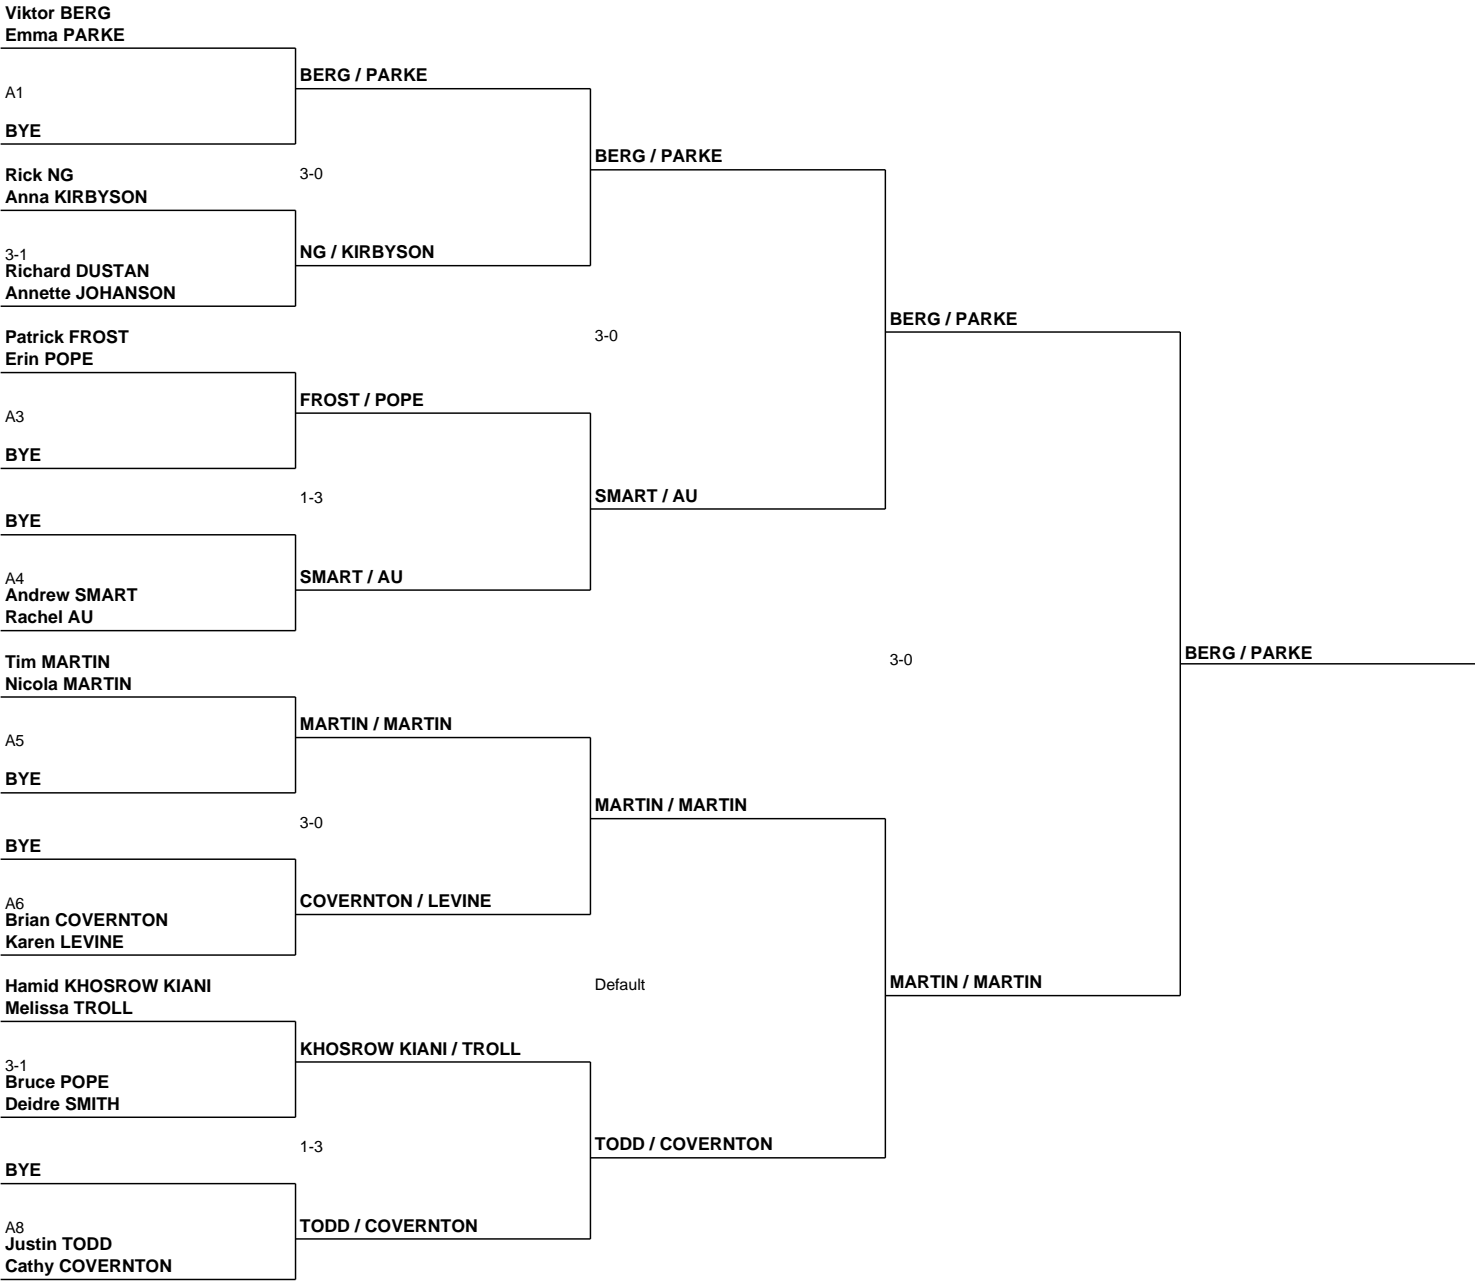 Viktor BERG
Emma PARKE
A1
BYE
Rick NG
Anna KIRBYSON
3-1
Richard DUSTAN
Annette JOHANSON
Patrick FROST
Erin POPE
A3
BYE
BYE
A4
Andrew SMART
Rachel AU
Tim MARTIN
Nicola MARTIN
A5
BYE
BYE
A6
Brian COVERNTON
Karen LEVINE
Hamid KHOSROW KIANI
Melissa TROLL
3-1
Bruce POPE
Deidre SMITH
BYE
A8
Justin TODD
Cathy COVERNTON
BERG / PARKE
3-0
NG / KIRBYSON
FROST / POPE
1-3
SMART / AU
MARTIN / MARTIN
3-0
COVERNTON / LEVINE
KHOSROW KIANI / TROLL
1-3
TODD / COVERNTON
BERG / PARKE
3-0
SMART / AU
MARTIN / MARTIN
Default
TODD / COVERNTON
BERG / PARKE
3-0
MARTIN / MARTIN
BERG / PARKE